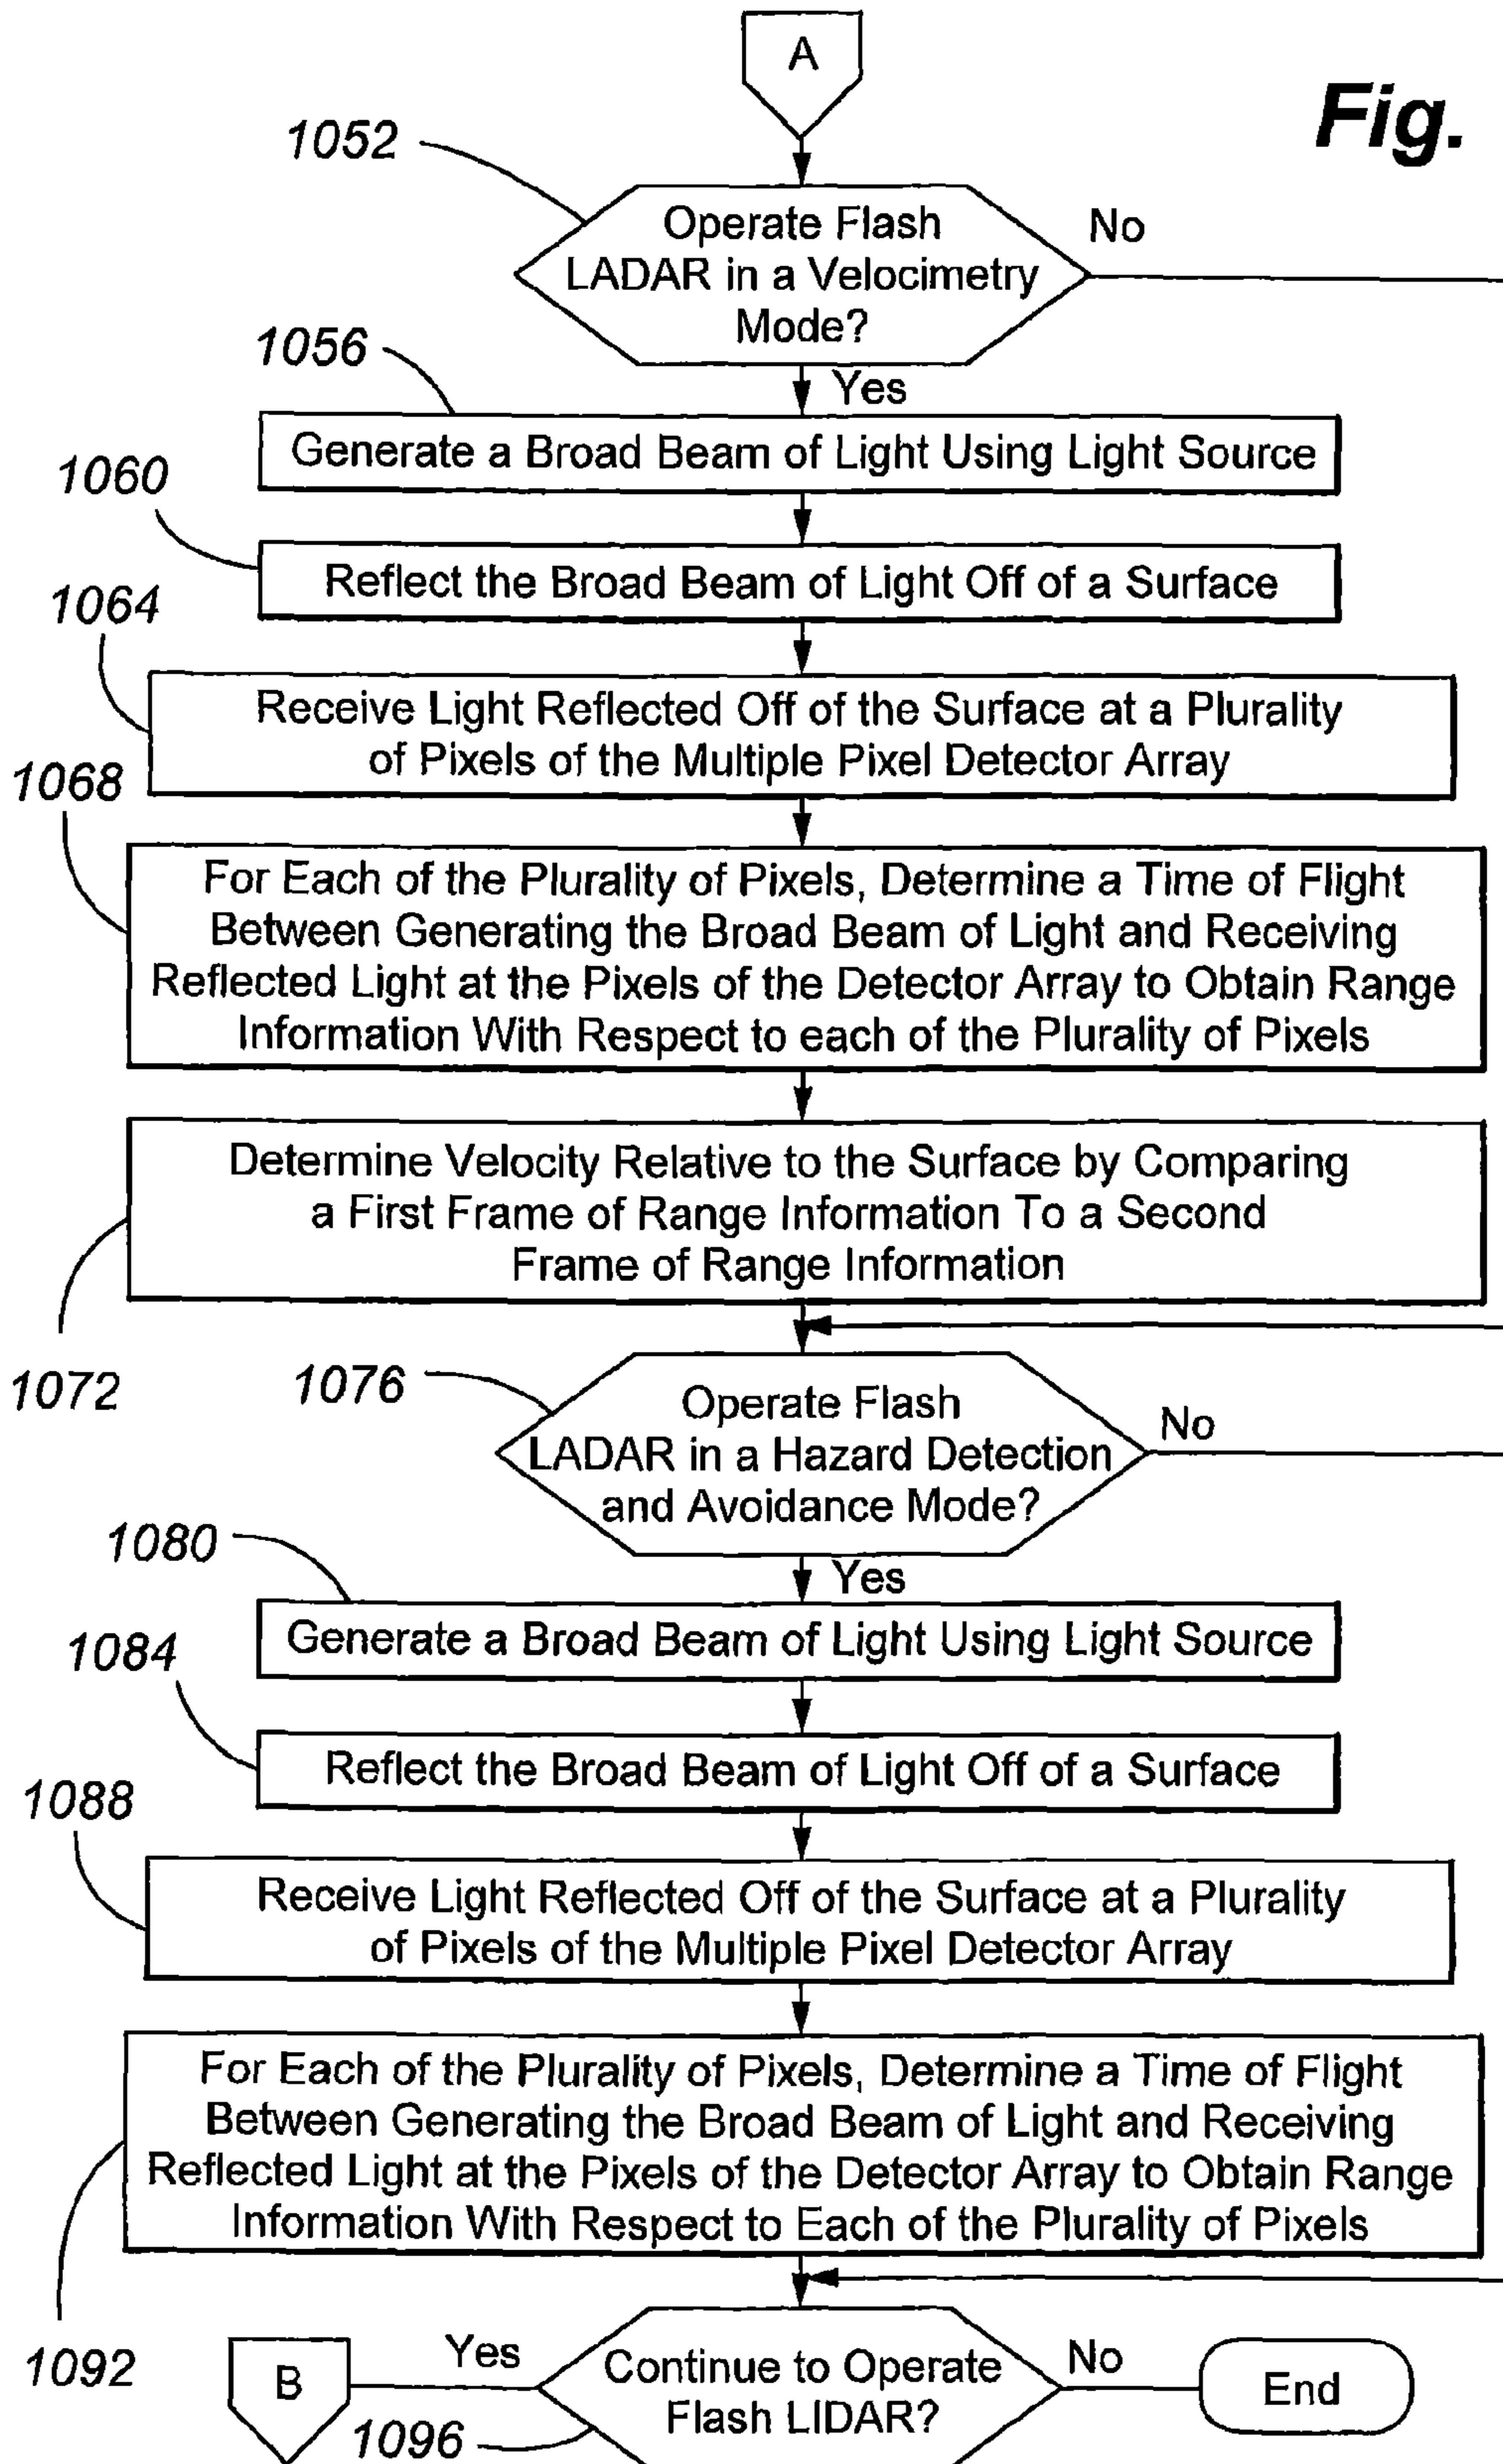 A
Fig.
1052
Operate Flash
LADAR in a Velocimetry
Mode?
No
Yes
1056
Generate a Broad Beam of Light Using Light Source
1060
Reflect the Broad Beam of Light Off of a Surface
1064
Receive Light Reflected Off of the Surface at a Plurality
of Pixels of the Multiple Pixel Detector Array
1068
For Each of the Plurality of Pixels, Determine a Time of Flight
Between Generating the Broad Beam of Light and Receiving
Reflected Light at the Pixels of the Detector Array to Obtain Range
Information With Respect to each of the Plurality of Pixels
Determine Velocity Relative to the Surface by Comparing
a First Frame of Range Information To a Second
Frame of Range Information
1072
1076
Operate Flash
LADAR in a Hazard Detection
and Avoidance Mode?
No
Yes
1080
Generate a Broad Beam of Light Using Light Source
1084
Reflect the Broad Beam of Light Off of a Surface
1088
Receive Light Reflected Off of the Surface at a Plurality
of Pixels of the Multiple Pixel Detector Array
For Each of the Plurality of Pixels, Determine a Time of Flight
Between Generating the Broad Beam of Light and Receiving
Reflected Light at the Pixels of the Detector Array to Obtain Range
Information With Respect to Each of the Plurality of Pixels
1092
B
Yes
Continue to Operate
Flash LIDAR?
No
End
1096